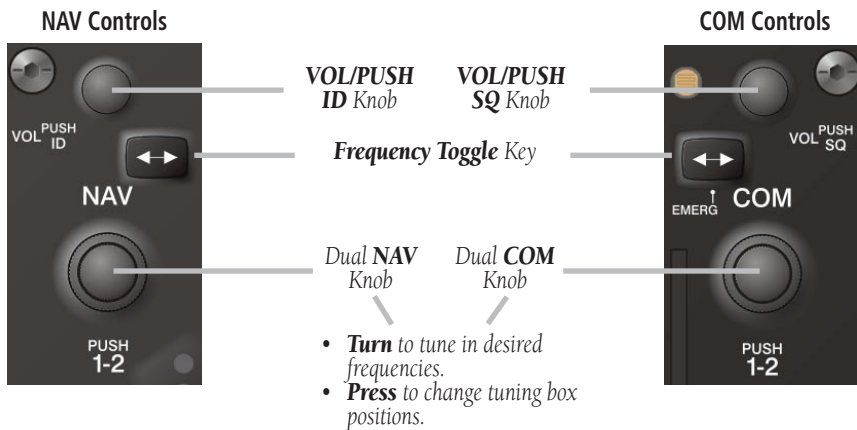 NAV Controls
COM Controls
VOL/PUSH
ID Knob
VOL/PUSH
SQ Knob
VOL PUSH
ID
VOL PUSH
SQ
Frequency Toggle Key
NAV
EMERG
COM
Dual NAV
Knob
Dual COM
Knob
PUSH
1-2
PUSH
1-2
• Turn to tune in desired
frequencies.
• Press to change tuning box
positions.